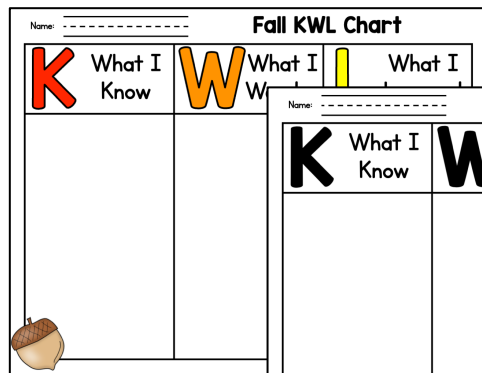 Name:
Fall KWL Chart
K What I Know
W What I
What I
Name:
K What I Know
W